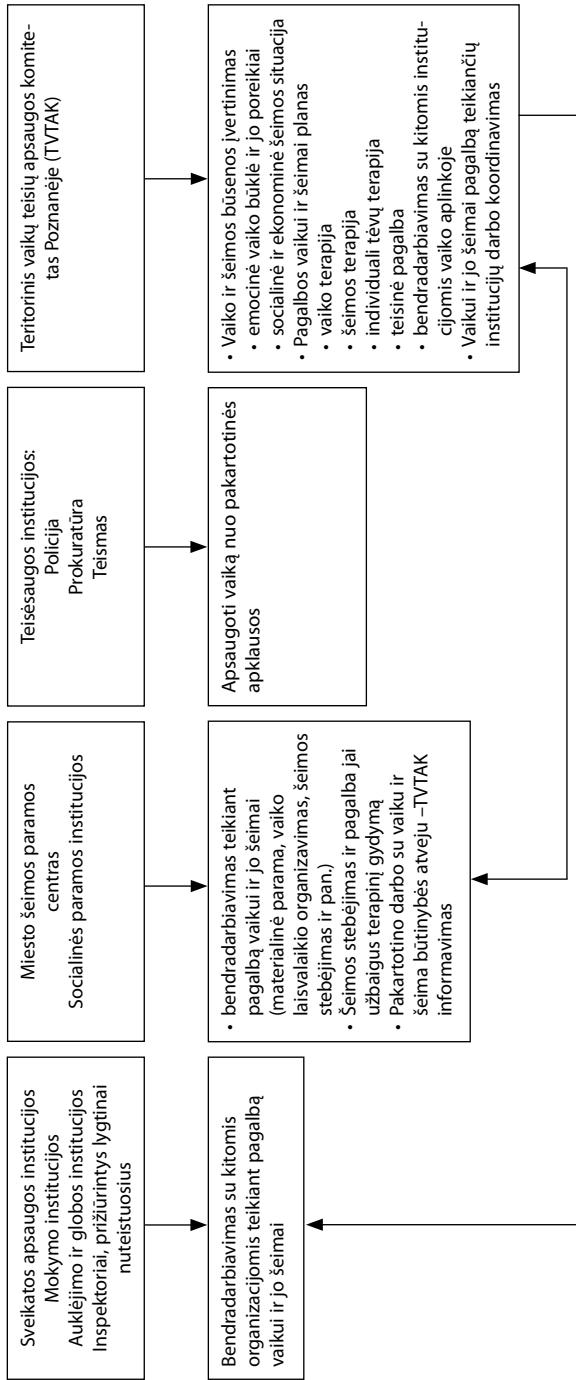 Sveikatos apsaugos institucijos
Mokymo institucijos
Auklėjimo ir globos institucijos
Inspektoriai, prižiūrintys lygtinai
nuteistuosius
Bendradarbiavimas su kitomis
organizacijomis teikiant pagalbą
vaikui ir jo šeimai
Miesto šeimos paramos
centras
Socialinės paramos institucijos
• bendradarbiavimas teikiant
pagalbą vaikui ir jo šeimai
(materialinė parama, vaiko
laisvalaikio organizavimas, šeimos
stebėjimas ir pan.)
• Šeimos stebėjimas ir pagalba jai
užbaigus terapinį gydymą
• Pakartotino darbo su vaiku ir
šeima būtinybės atveju –TVTAK
informavimas
Teisėsaugos institucijos:
Policija
Prokuratūra
Teismas
Apsaugoti vaiką nuo pakartotinės
apklausos
Teritorinis vaikų teisių apsaugos komite-
tas Poznanėje (TVTAK)
• Vaiko ir šeimos būsenos įvertinimas
• emocinė vaiko būklė ir jo poreikiai
• socialinė ir ekonominė šeimos situacija
• Pagalbos vaikui ir šeimai planas
• vaiko terapija
• šeimos terapija
• individuali tėvų terapija
• teisinė pagalba
• bendradarbiavimas su kitomis institu-
cijomis vaiko aplinkoje
• Vaikui ir jo šeimai pagalbą teikiančių
institucijų darbo koordinavimas